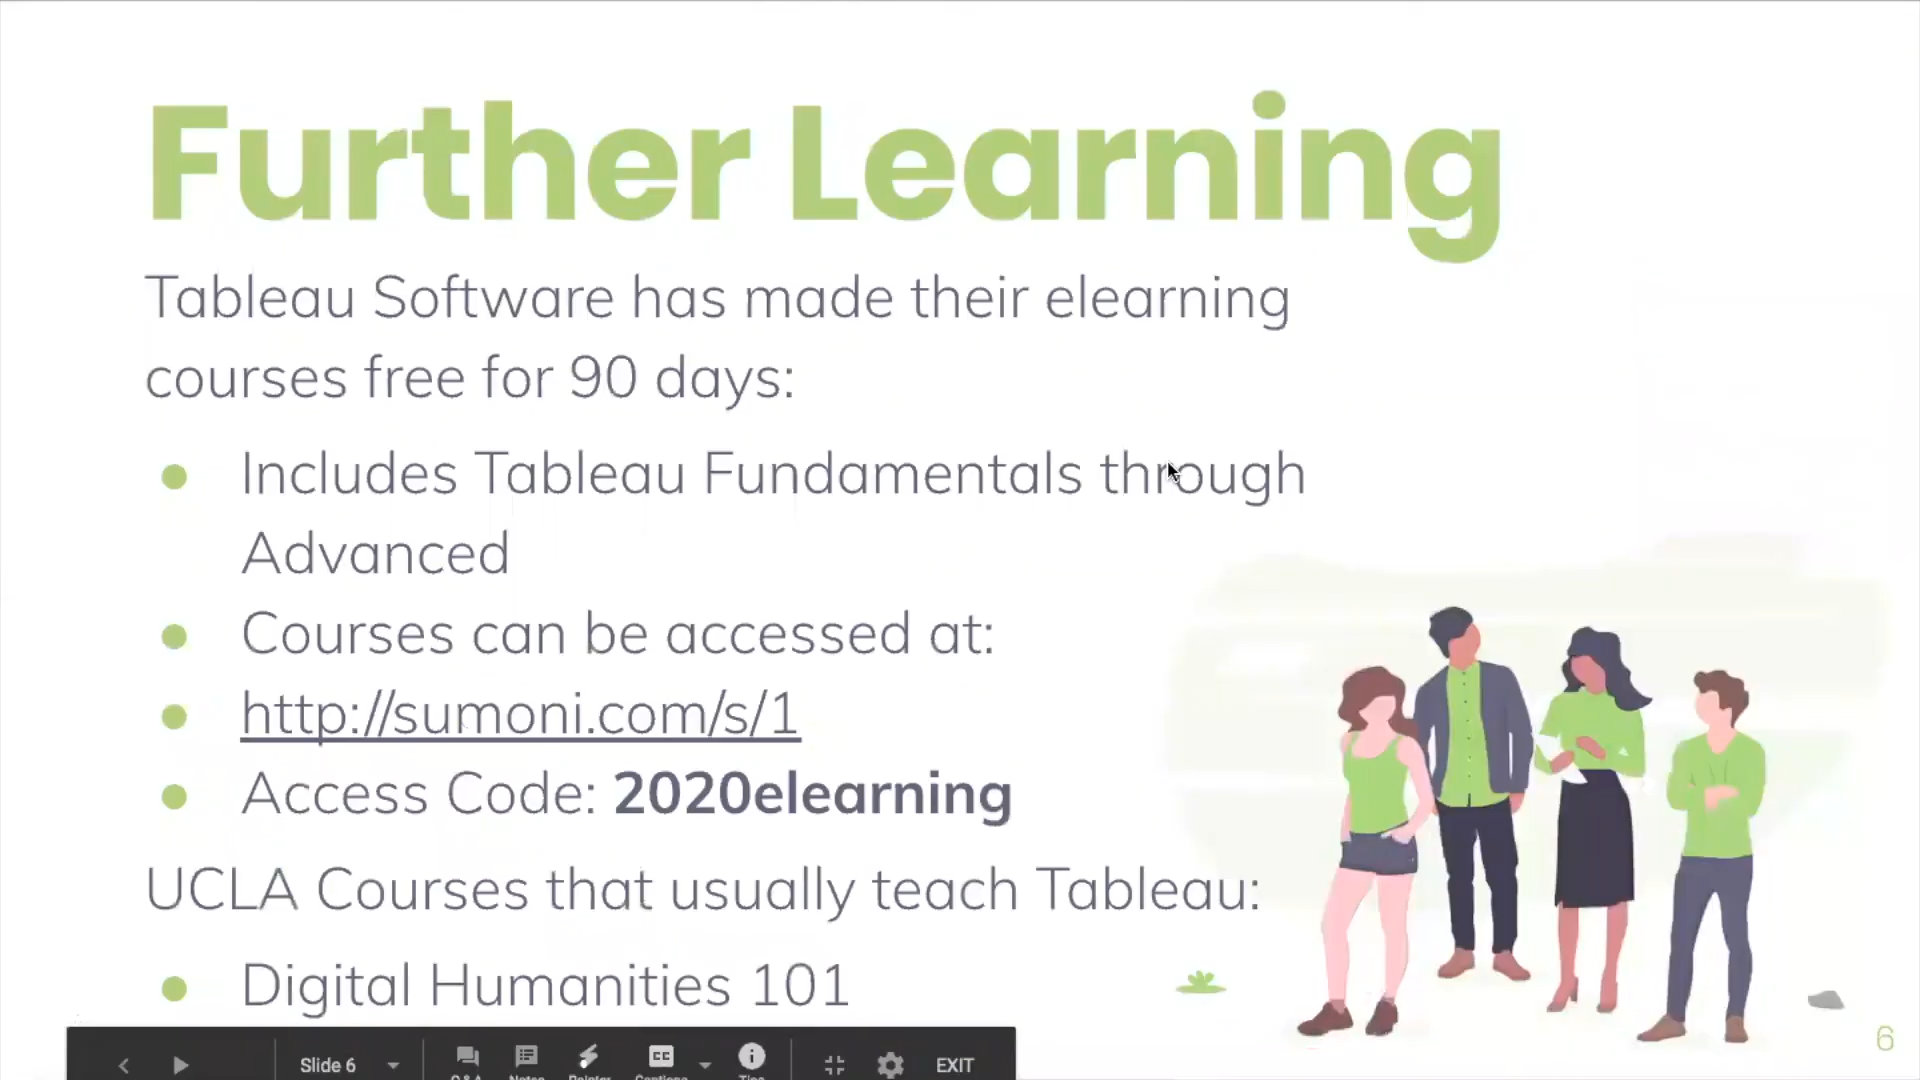 Further Learning
Tableau Software has made their elearning
courses free for 90 days:
Includes Tableau Fundamentals through
Advanced
Courses can be accessed at:
http://sumoni.com/s/1
Access Code: 2020elearning
UCLA Courses that usually teach Tableau:
Digital Humanities 101
6
Slide 6
CC
EXIT